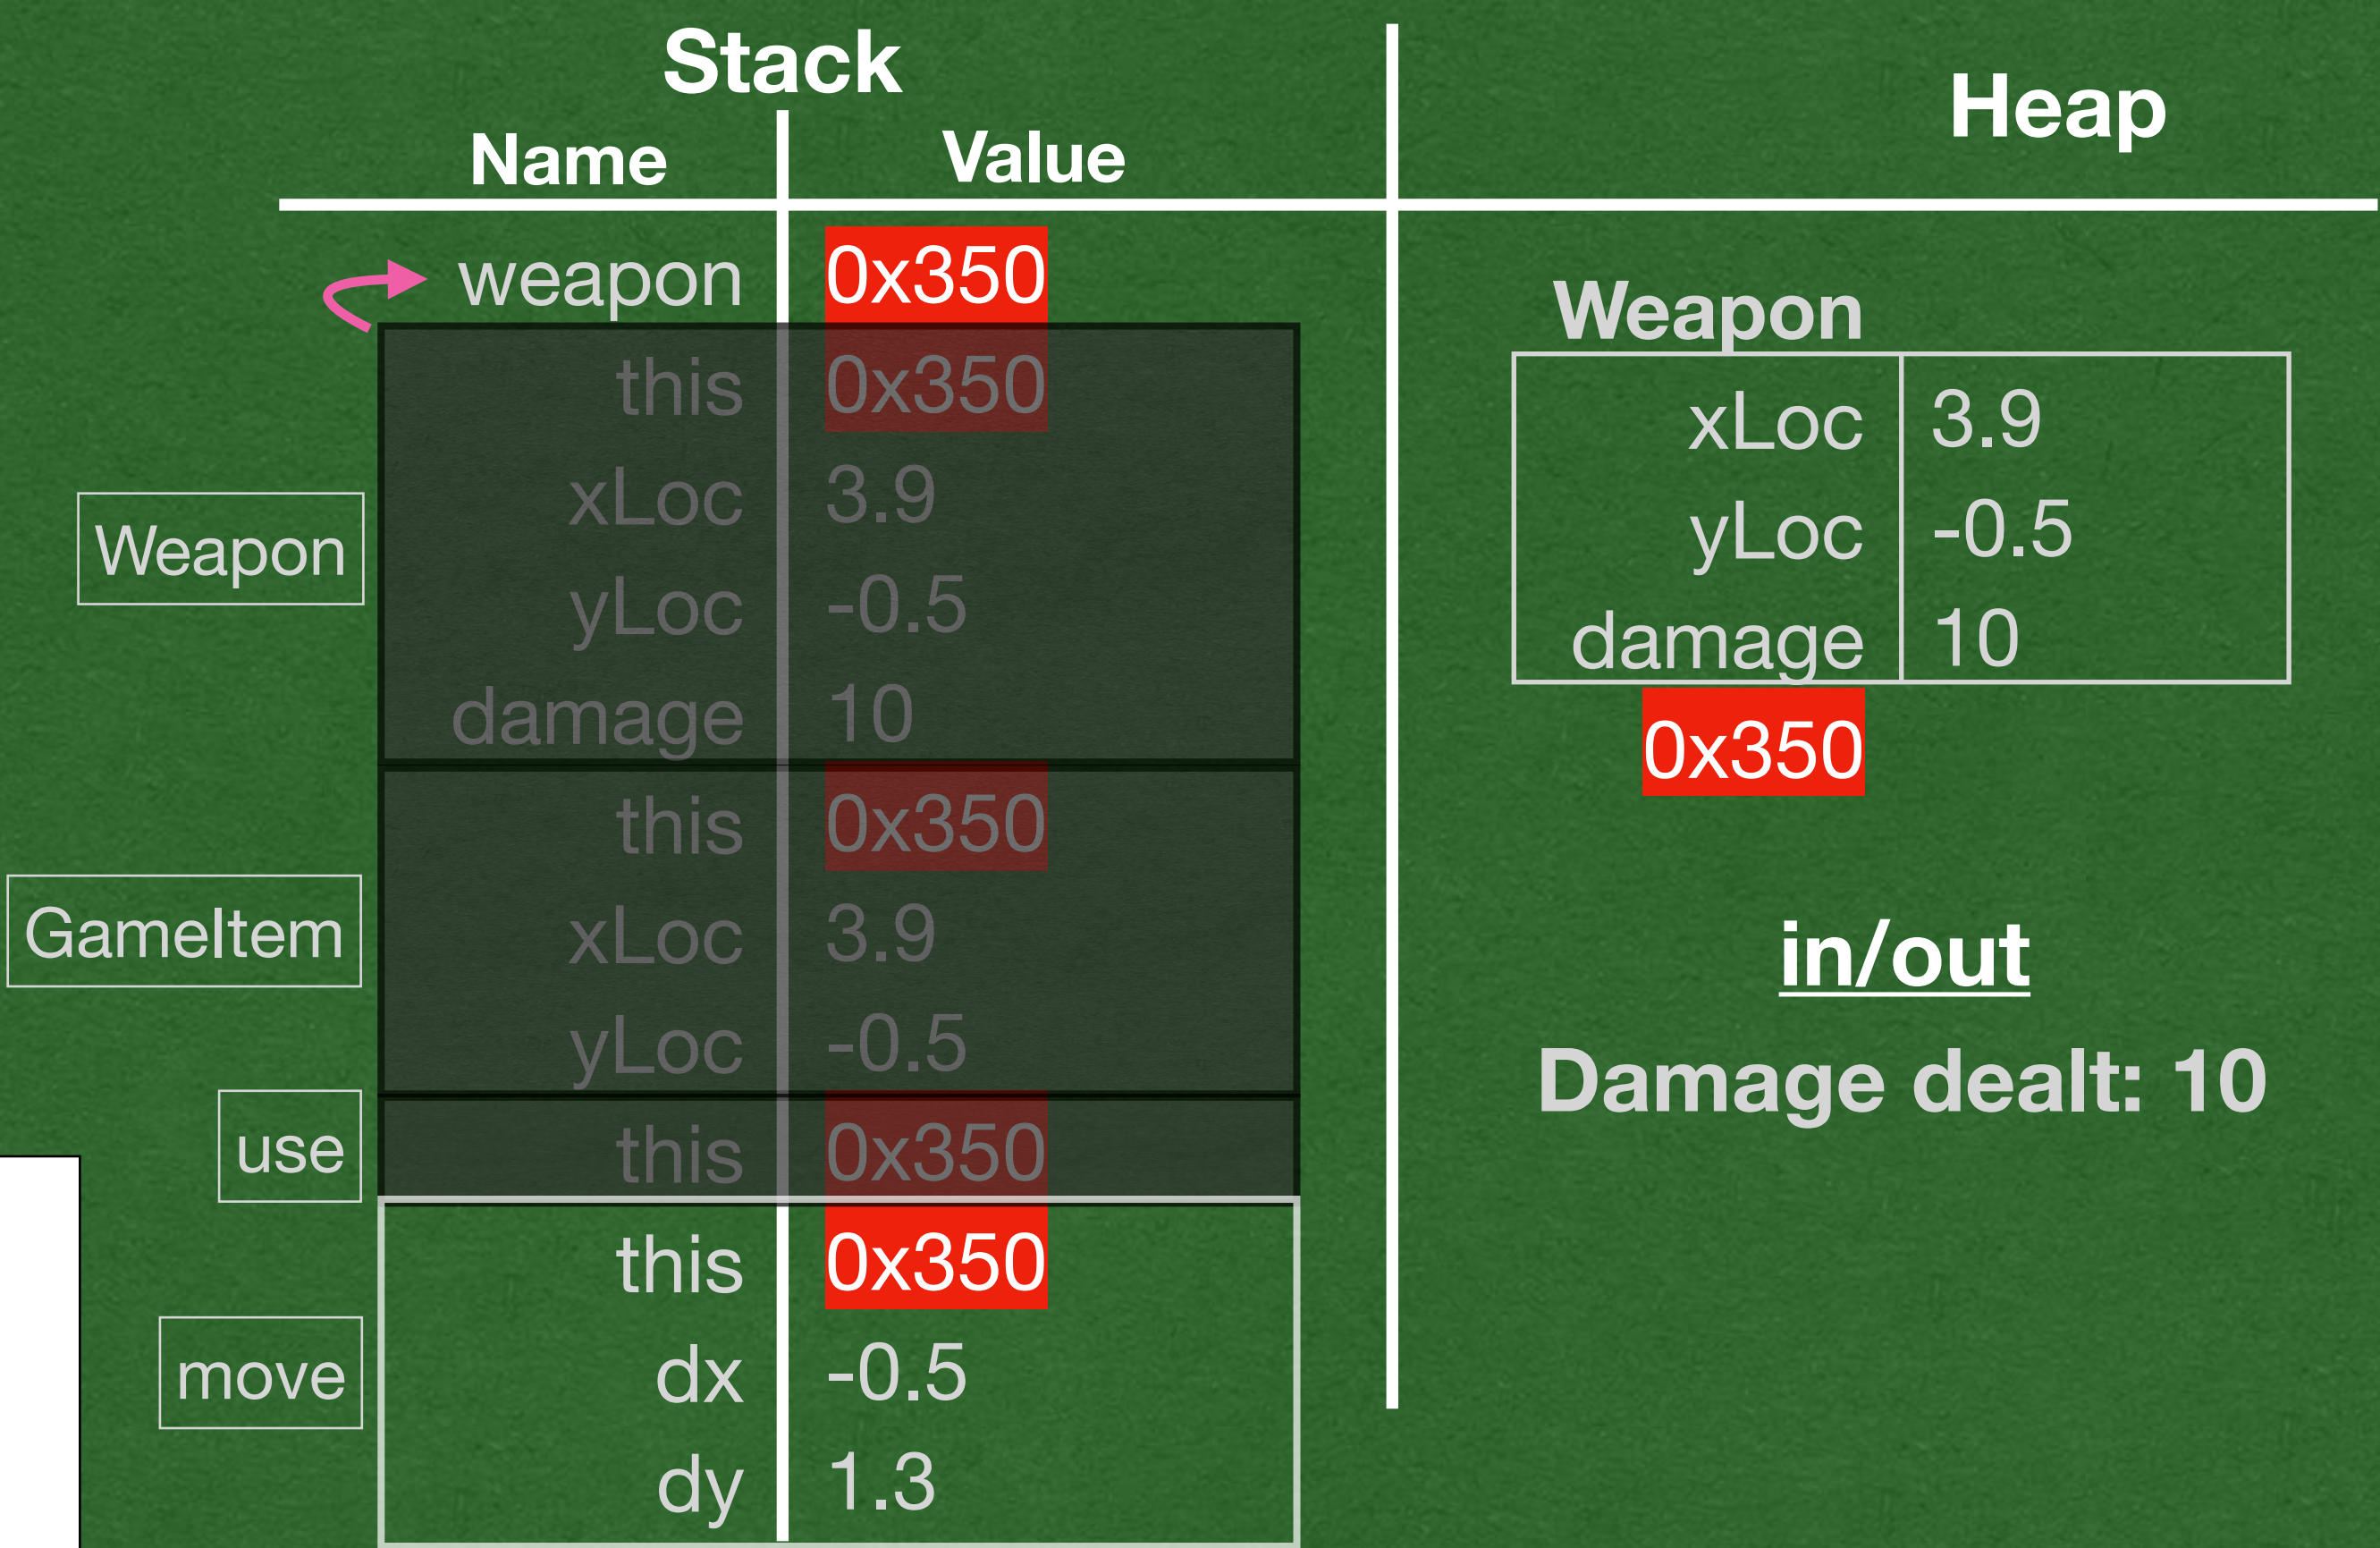 Stack
Name Value
weapon 0x350
Weapon
this 0x350
xLoc 3.9
yLoc -0.5
damage 10
GameItem
this 0x350
xLoc 3.9
yLoc -0.5
use
this 0x350
move
this 0x350
dx -0.5
dy 1.3
Heap
Weapon
xLoc 3.9
yLoc -0.5
damage 10
0x350
in/out
Damage dealt: 10